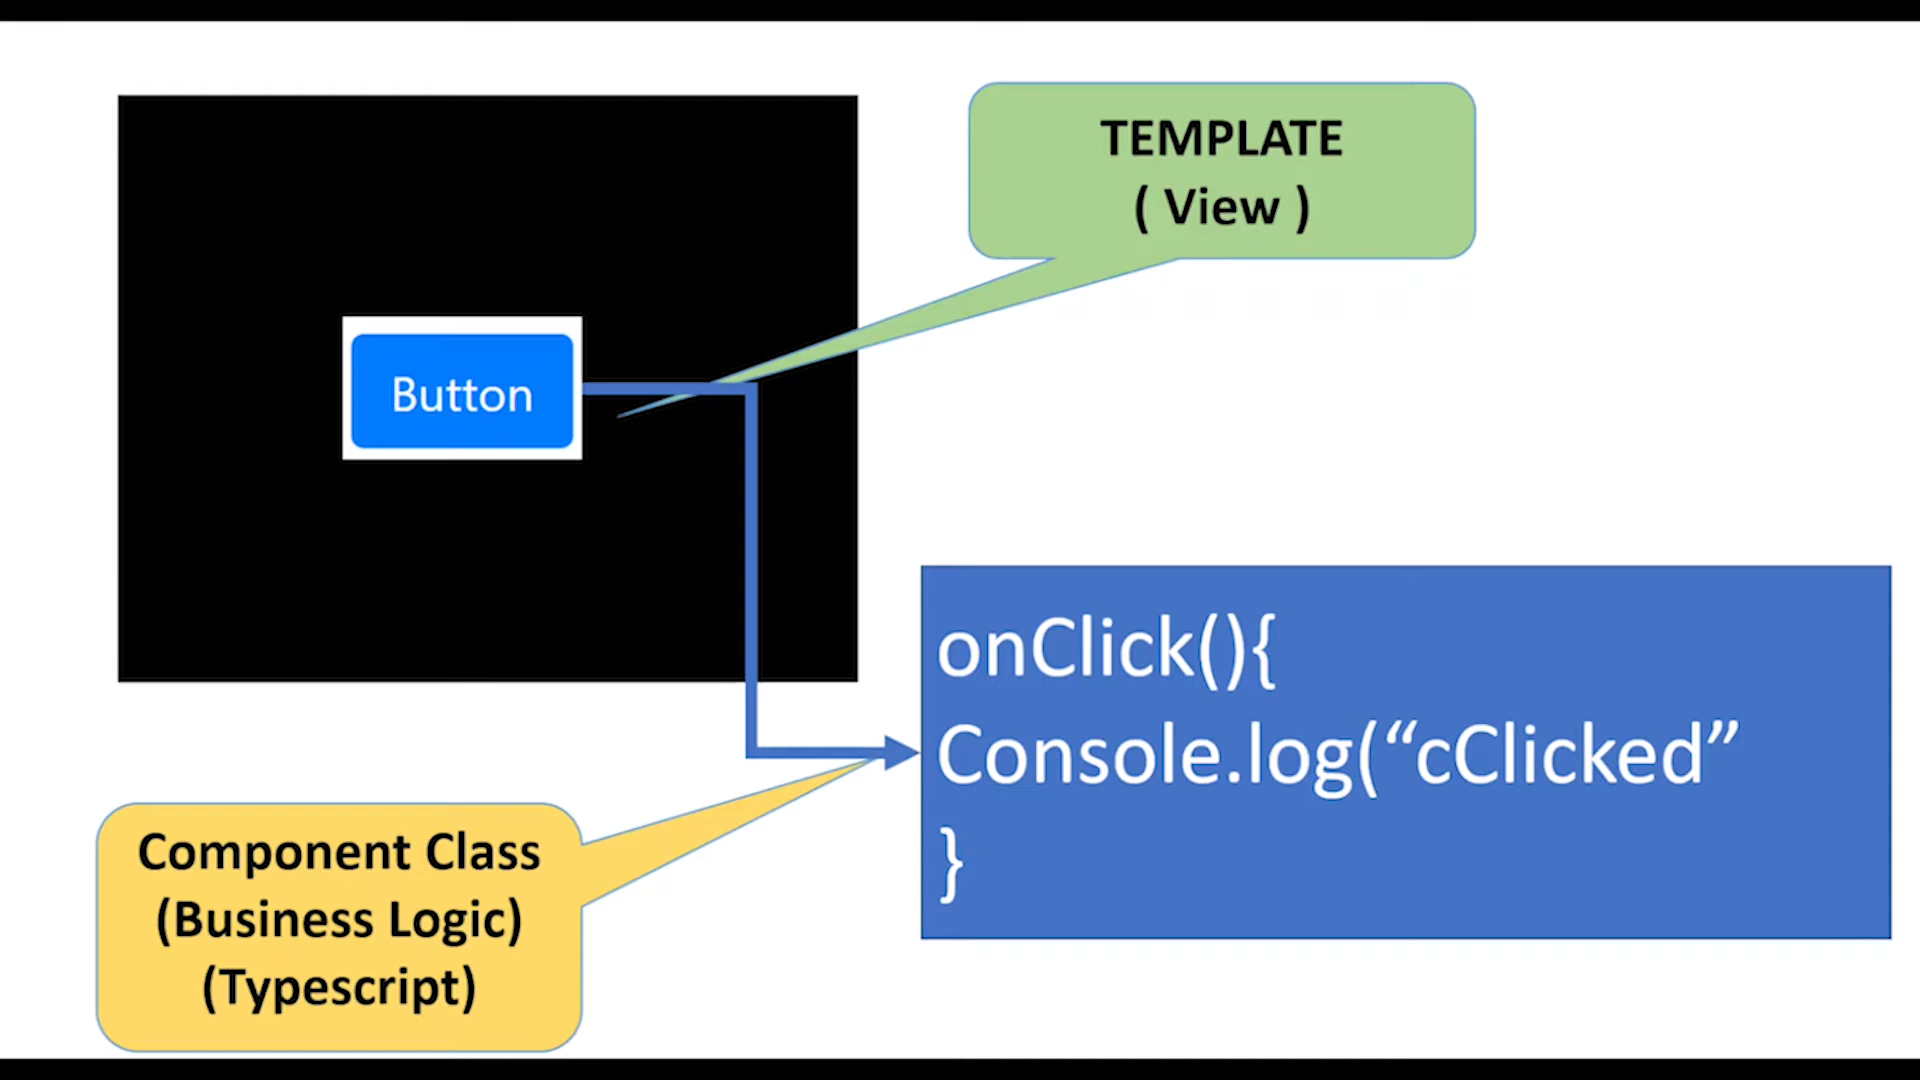 TEMPLATE
( View )
Button
onClick(){
Console.log(“cClicked”
}
Component Class
(Business Logic)
(Typescript)